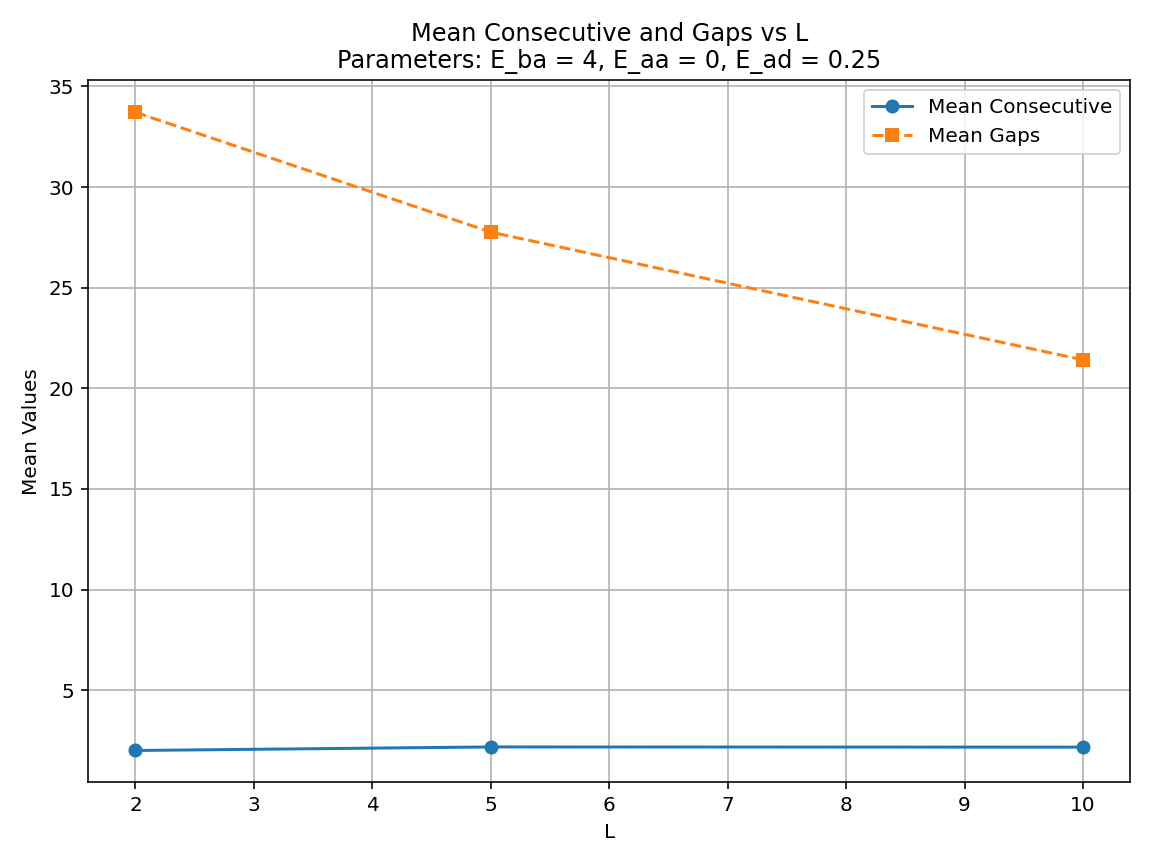 Mean Consecutive and Gaps vs L
Parameters: E_ba = 4, E_aa = 0, E_ad = 0.25
Mean Consecutive
Mean Gaps
Mean Values
35
30
25
20
15
10
5
2
3
4
5
6
7
8
9
10
L